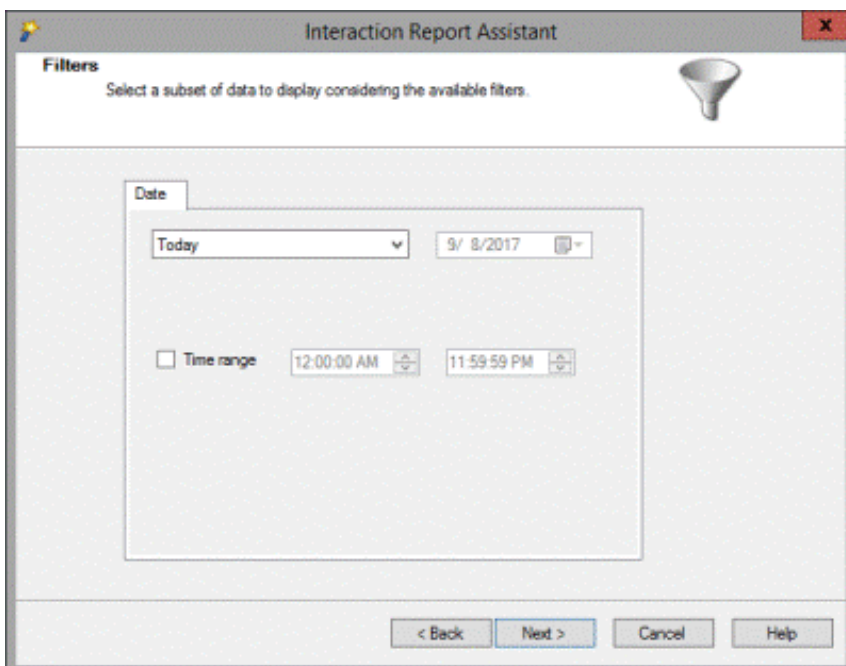 Interaction Report Assistant
x
Filters
Select a subset of data to display considering the available filters.
Date
Today 9/ 8/2017
Time range 12:00:00 AM 11:59:59 PM
< Back Next > Cancel Help